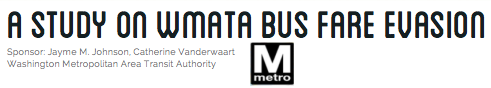 A STUDY ON WMATA BUS FARE EVASION
Sponsor: Jayme M. Johnson, Catherine Vanderwaart
Washington Metropolitan Area Transit Authority
M
metro